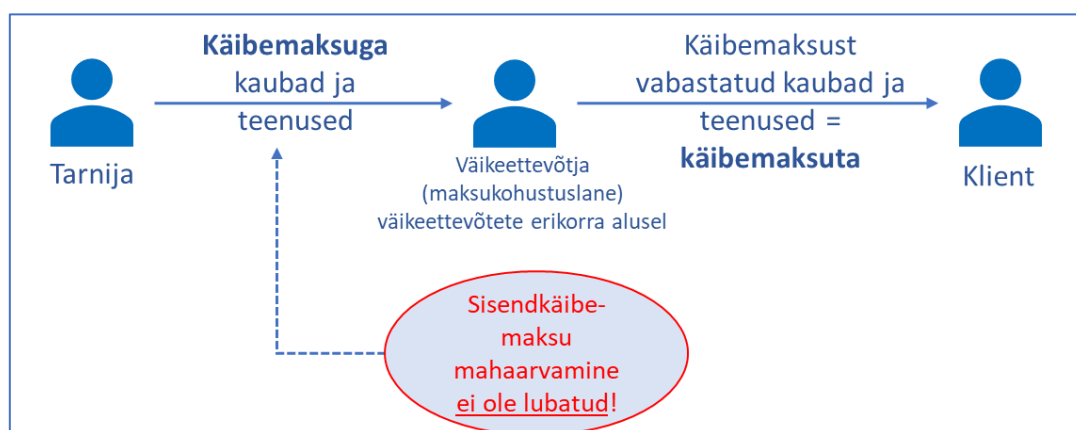 Käibemaksuga
kaubad ja
teenused
Tarnija
Väikeettevõtja
(maksukohustuslane)
väikeettevõtete erikorra alusel
Käibemaksust
vabastatud kaubad ja
teenused =
käibemaksuta
Klient
Sisendkäibe-
maksu
mahaarvamine
ei ole lubatud!